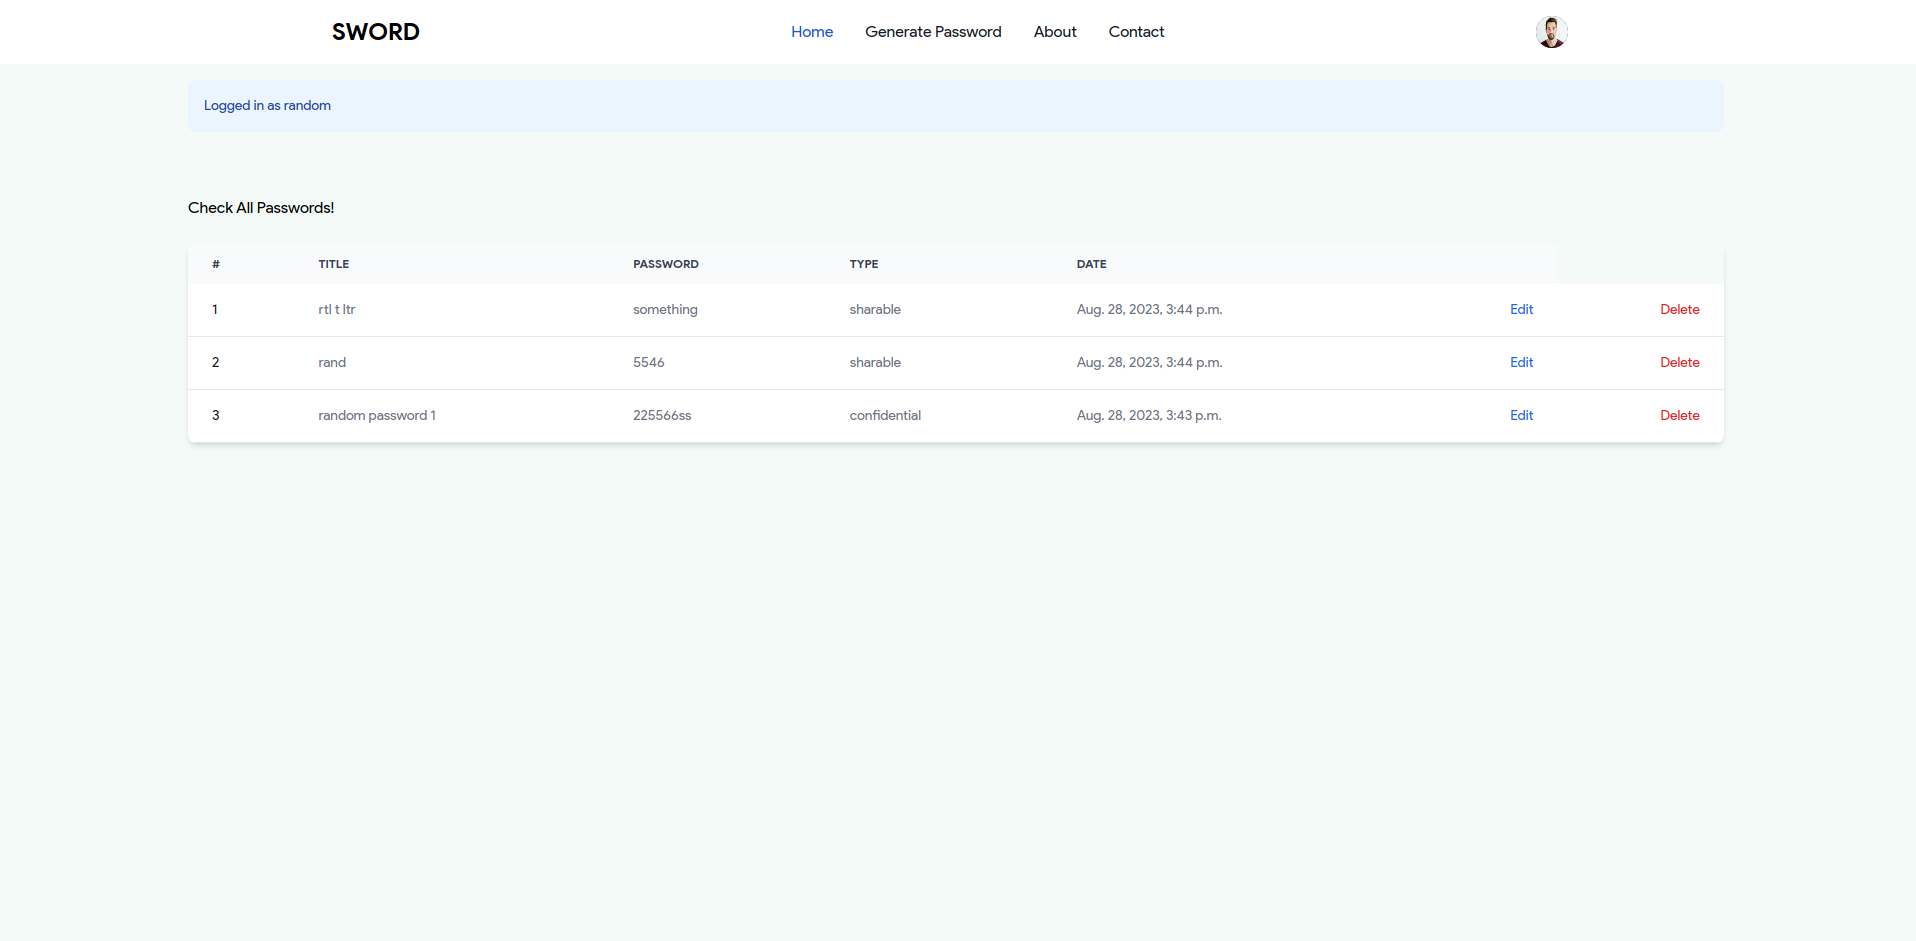 SWORD Home Generate Password About Contact
Logged in as random
Check All Passwords!
# TITLE PASSWORD TYPE DATE
1 rtl t ltr something sharable Aug. 28, 2023, 3:44 p.m. Edit Delete
2 rand 5546 sharable Aug. 28, 2023, 3:44 p.m. Edit Delete
3 random password 1 225566ss confidential Aug. 28, 2023, 3:43 p.m. Edit Delete